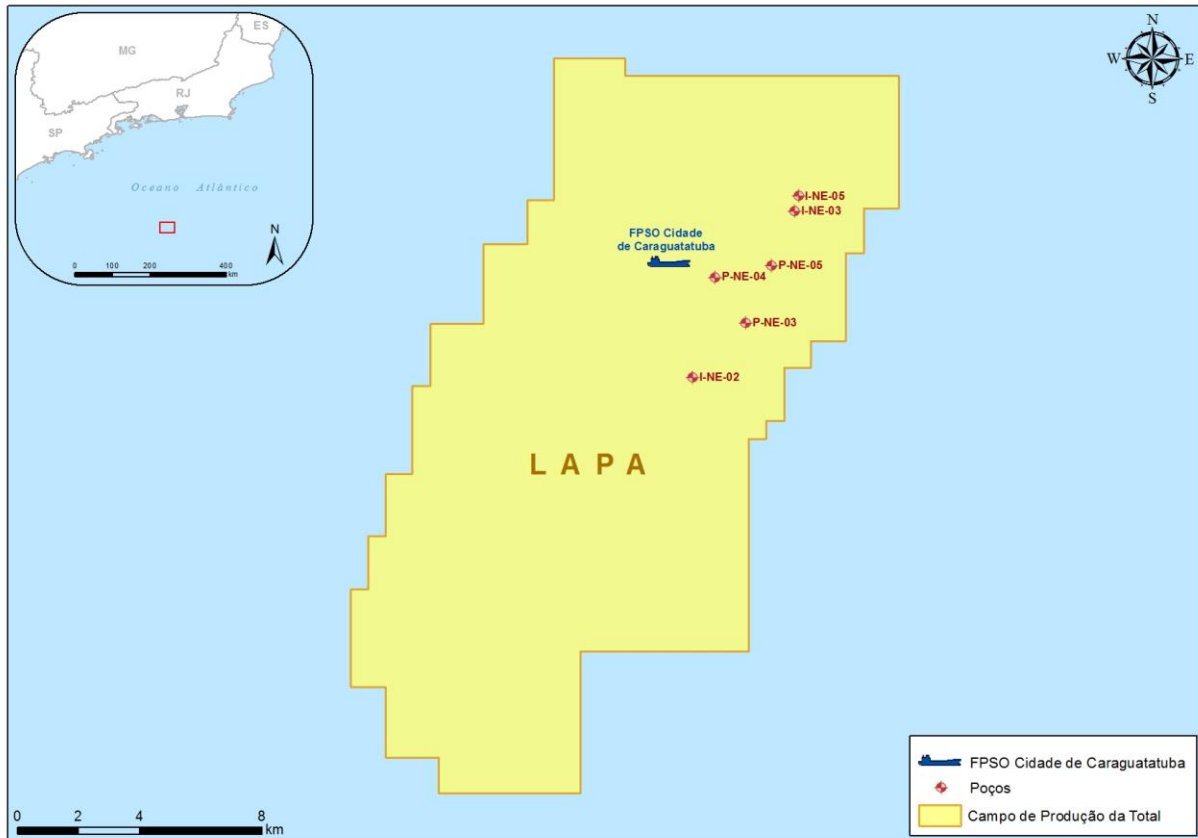 ES
MG
RJ
SP
Oceano Atlântico
N
0 100 200 400
km
N
W E
S
I-NE-05
I-NE-03
FPSO Cidade
de Caraguatatuba
P-NE-05
P-NE-04
P-NE-03
I-NE-02
LAPA
FPSO Cidade de Caraguatatuba
Poços
Campo de Produção da Total
0 2 4 8
km